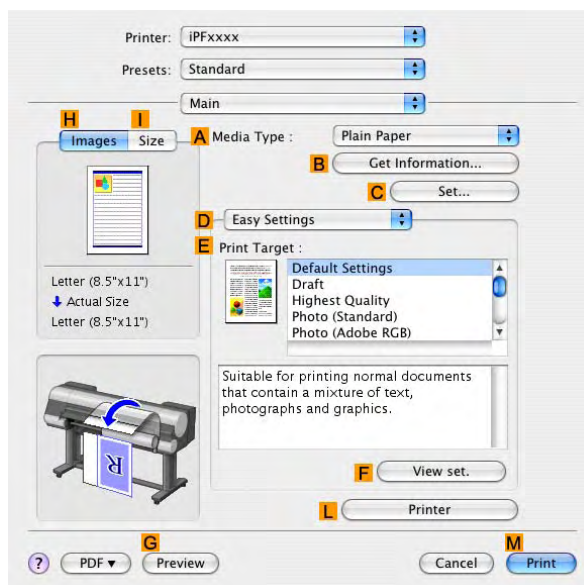 Printer: iPFxxxx
Presets: Standard
Main
H I
Images Size
A Media Type : Plain Paper
B Get Information...
C Set...
D Easy Settings
E Print Target :
Default Settings
Draft
Highest Quality
Photo (Standard)
Photo (Adobe RGB)
Letter (8.5"x11")
Actual Size
Letter (8.5"x11")
Suitable for printing normal documents
that contain a mixture of text,
photographs and graphics.
R
F View set.
L Printer
G M
? PDF Preview Cancel Print